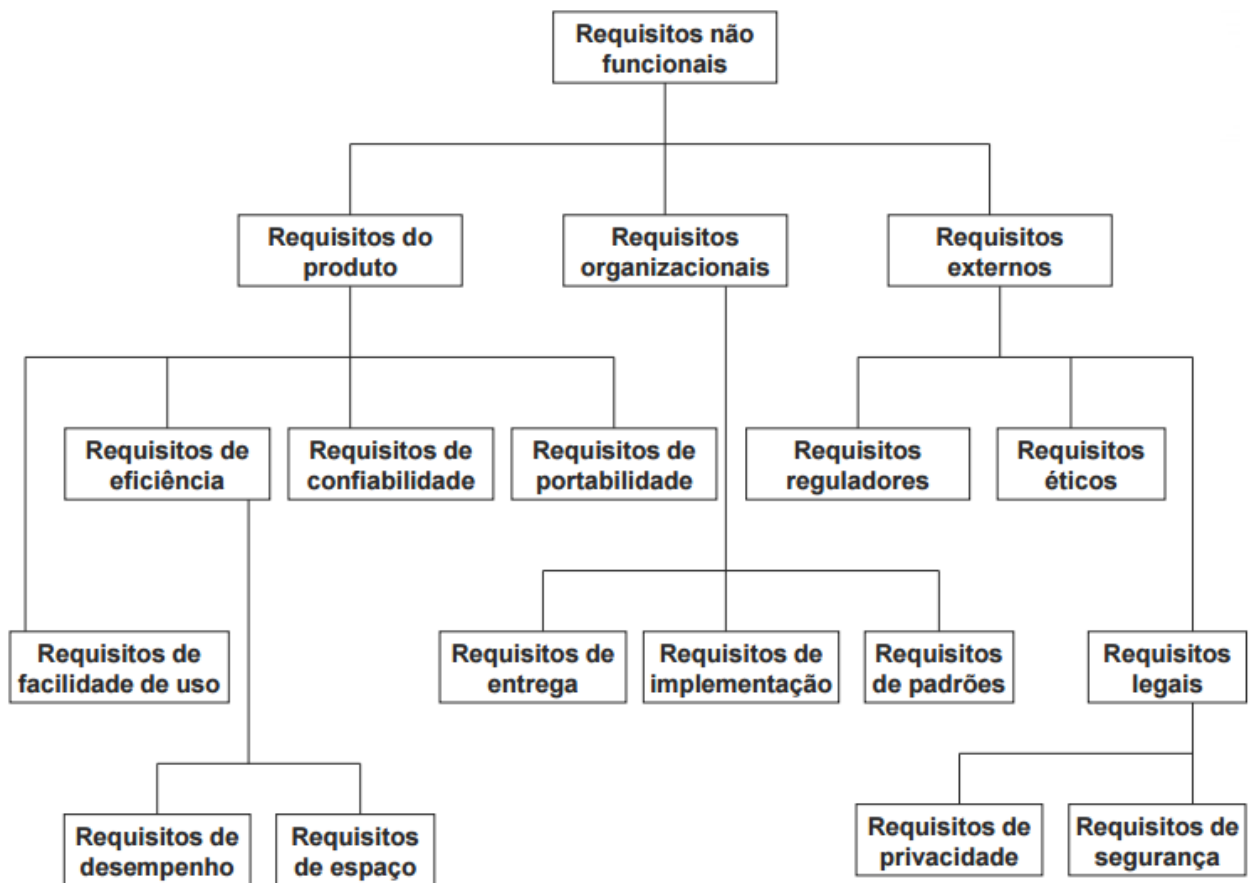 Requisitos não
funcionais
Requisitos do
produto
Requisitos
organizacionais
Requisitos
externos
Requisitos de
eficiência
Requisitos de
confiabilidade
Requisitos de
portabilidade
Requisitos
reguladores
Requisitos
éticos
Requisitos de
facilidade de uso
Requisitos de
entrega
Requisitos de
implementação
Requisitos
de padrões
Requisitos
legais
Requisitos de
desempenho
Requisitos
de espaço
Requisitos de
privacidade
Requisitos de
segurança